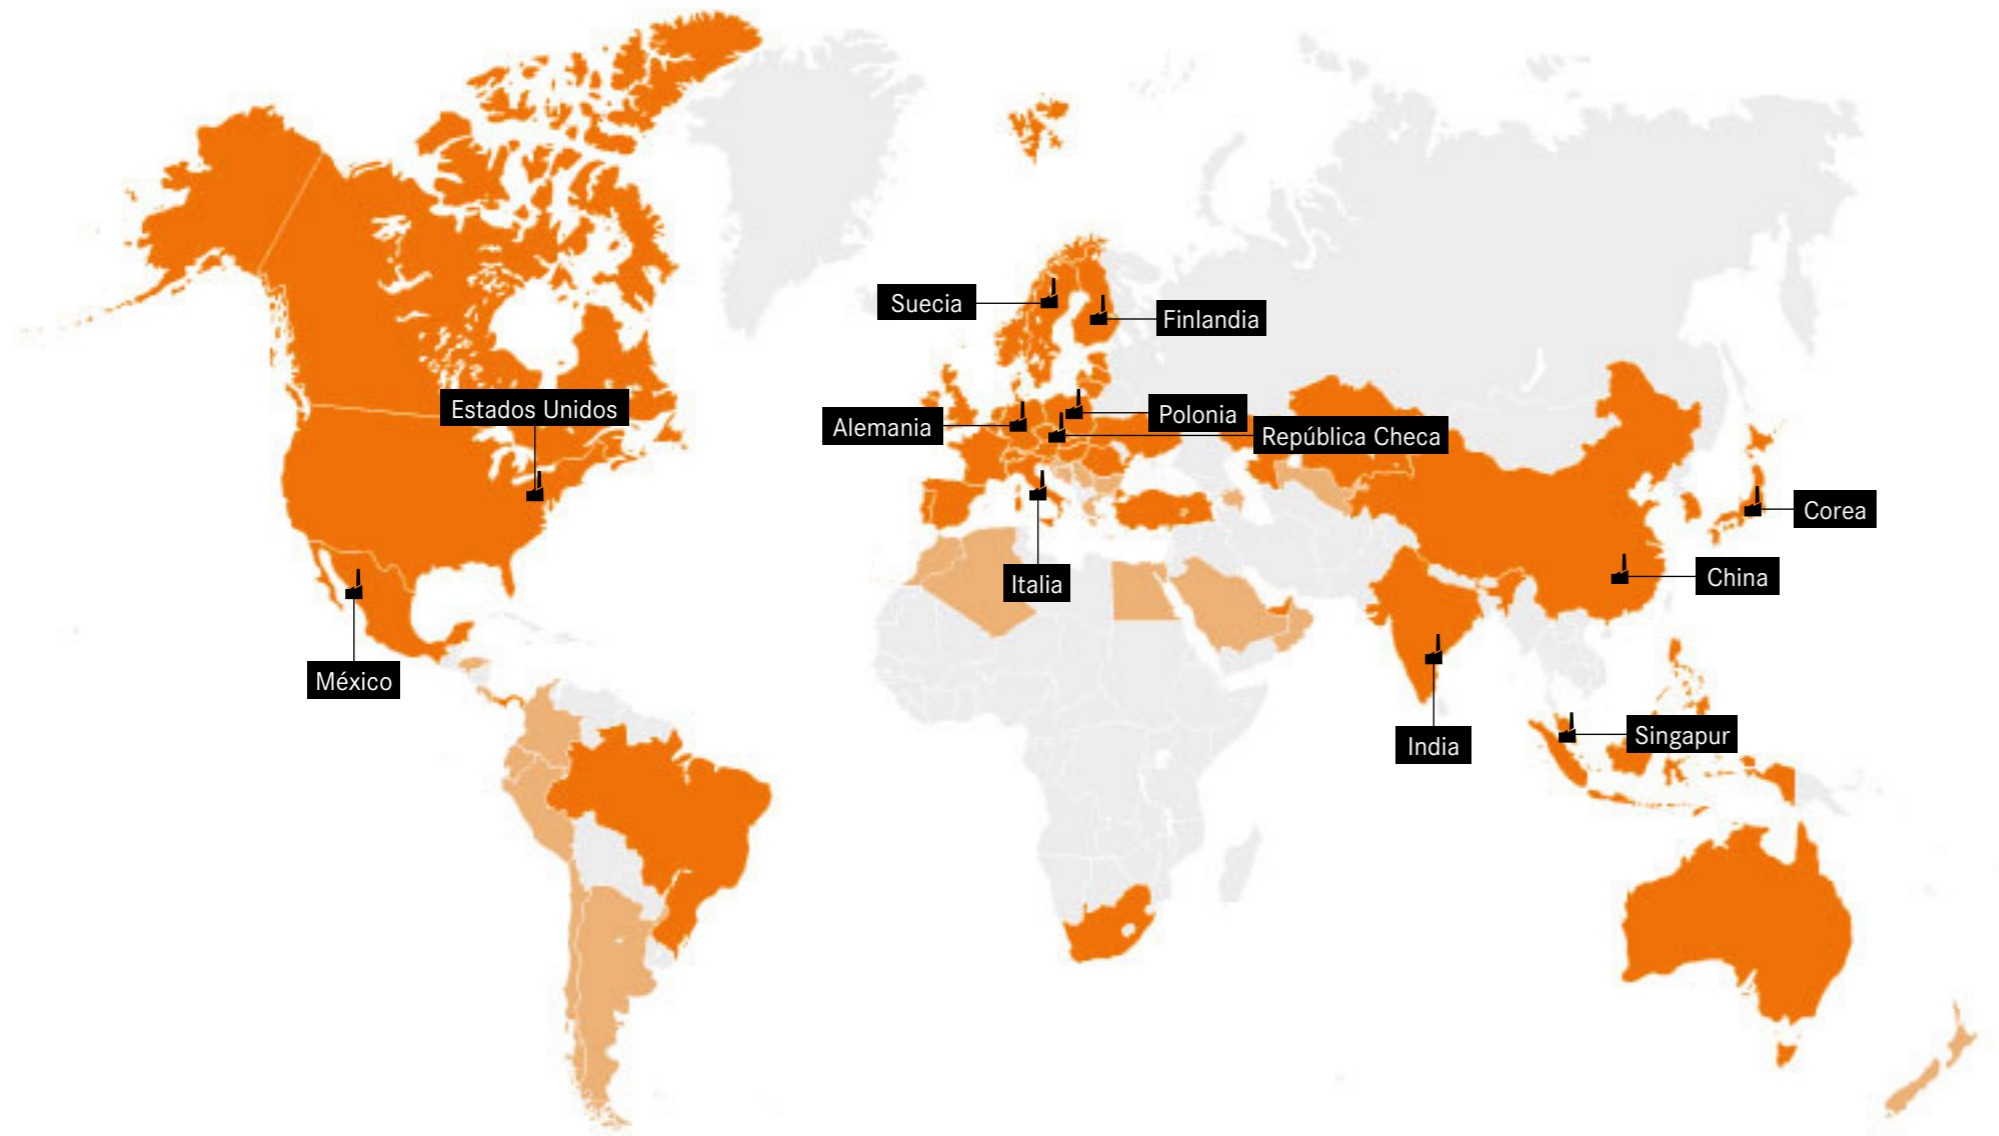 Suecia
Finlandia
Estados Unidos
Alemania
Polonia
República Checa
Corea
Italia
China
México
India
Singapur